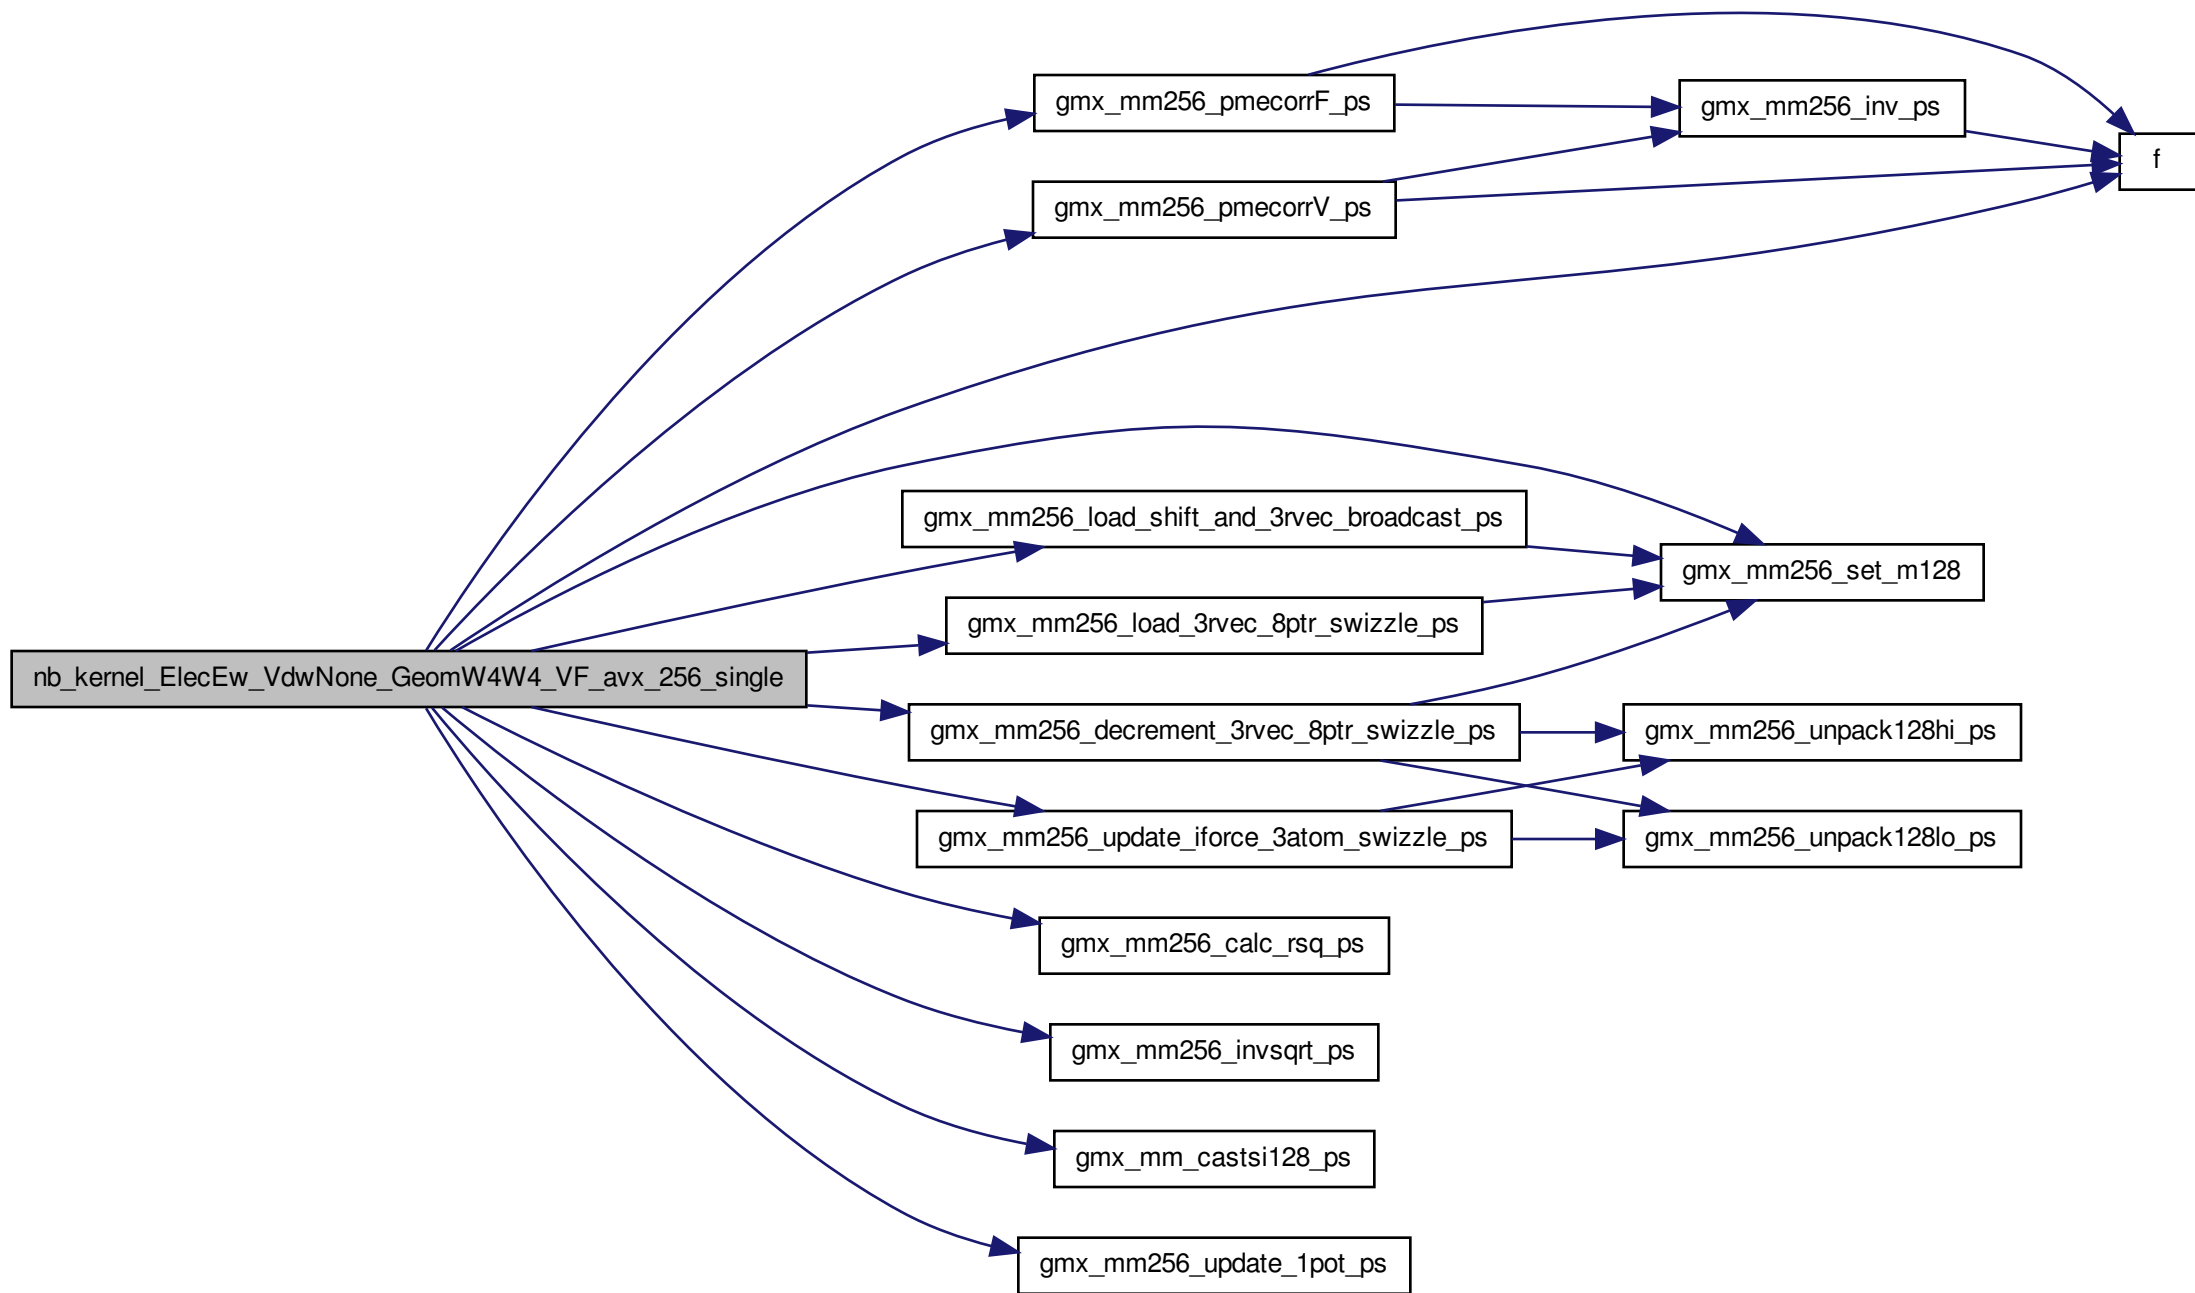 gmx_mm256_pmecorrF_ps
gmx_mm256_inv_ps
f
gmx_mm256_pmecorrV_ps
gmx_mm256_load_shift_and_3rvec_broadcast_ps
gmx_mm256_set_m128
gmx_mm256_load_3rvec_8ptr_swizzle_ps
nb_kernel_ElecEw_VdwNone_GeomW4W4_VF_avx_256_single
gmx_mm256_decrement_3rvec_8ptr_swizzle_ps
gmx_mm256_unpack128hi_ps
gmx_mm256_update_iforce_3atom_swizzle_ps
gmx_mm256_unpack128lo_ps
gmx_mm256_calc_rsq_ps
gmx_mm256_invsqrt_ps
gmx_mm_castsi128_ps
gmx_mm256_update_1pot_ps